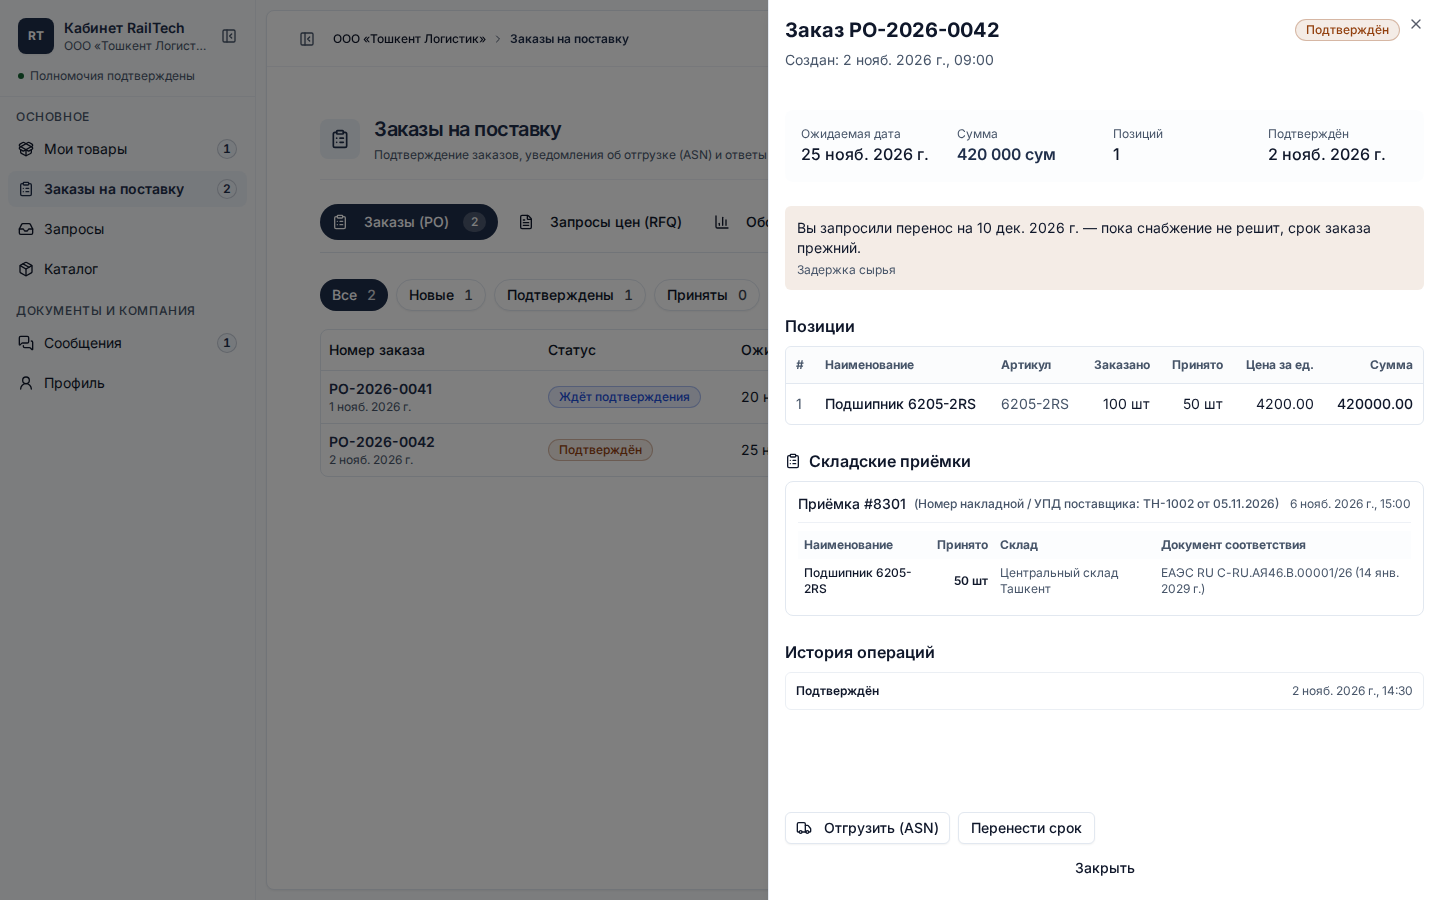 RT
Кабинет RailTech
ООО «Тошкент Логист...
Полномочия подтверждены
ОСНОВНОЕ
Мои товары 1
Заказы на поставку 2
Запросы
Каталог
ДОКУМЕНТЫ И КОМПАНИЯ
Сообщения 1
Профиль
ООО «Тошкент Логистик» > Заказы на поставку
Заказы на поставку
Подтверждение заказов, уведомления об отгрузке (ASN) и ответы
Заказы (PO) 2 Запросы цен (RFQ) Обо
Все 2 Новые 1 Подтверждены 1 Приняты 0
Номер заказа Статус Ожи
PO-2026-0041 Ждёт подтверждения 20 н
1 нояб. 2026 г.
PO-2026-0042 Подтверждён 25 н
2 нояб. 2026 г.
Заказ PO-2026-0042 Подтверждён
Создан: 2 нояб. 2026 г., 09:00
Ожидаемая дата Сумма Позиций Подтверждён
25 нояб. 2026 г. 420 000 сум 1 2 нояб. 2026 г.
Вы запросили перенос на 10 дек. 2026 г. — пока снабжение не решит, срок заказа
прежний.
Задержка сырья
Позиции
# Наименование Артикул Заказано Принято Цена за ед. Сумма
1 Подшипник 6205-2RS 6205-2RS 100 шт 50 шт 4200.00 420000.00
Складские приёмки
Приёмка #8301 (Номер накладной / УПД поставщика: ТН-1002 от 05.11.2026) 6 нояб. 2026 г., 15:00
Наименование Принято Склад Документ соответствия
Подшипник 6205-2RS 50 шт Центральный склад Ташкент ЕАЭС RU С-RU.АЯ46.В.00001/26 (14 янв. 2029 г.)
История операций
Подтверждён 2 нояб. 2026 г., 14:30
Отгрузить (ASN) Перенести срок
Закрыть